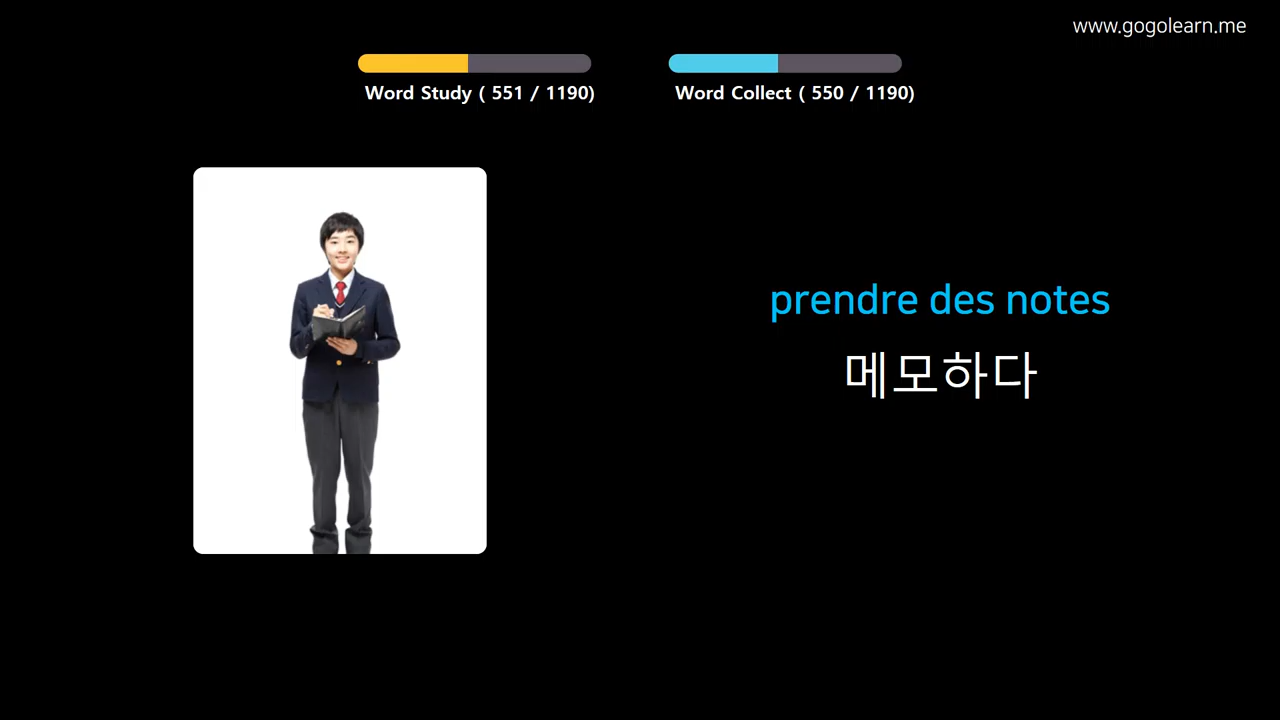 www.gogolearn.me
Word Study ( 551 / 1190)
Word Collect ( 550 / 1190)
prendre des notes
메모하다